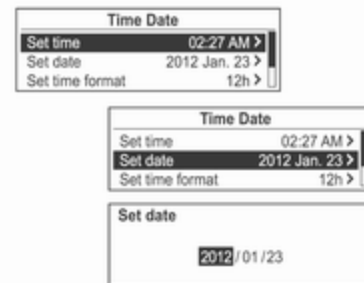 Time Date
Set time 02:27 AM >
Set date 2012 Jan. 23 >
Set time format 12h >
Time Date
Set time 02:27 AM >
Set date 2012 Jan. 23 >
Set time format 12h >
Set date
2012 / 01 / 23